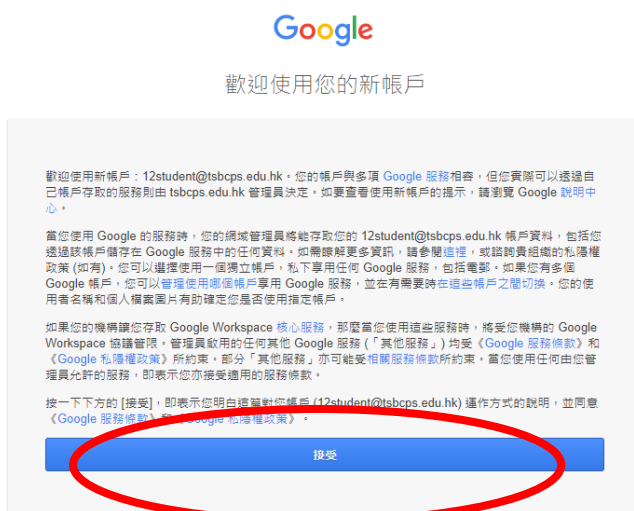 Google
歡迎使用您的新帳戶
歡迎使用新帳戶：12student@tsbcps.edu.hk。您的帳戶與多項 Google 服務相容，但您實際可以透過自
己帳戶存取的服務則由 tsbcps.edu.hk 管理員決定。如要查看使用新帳戶的提示，請瀏覽 Google 說明中
心。
當您使用 Google 的服務時，您的網域管理員將能存取您的 12student@tsbcps.edu.hk 帳戶資料，包括您
透過該帳戶儲存在 Google 服務中的任何資料。如需瞭解更多資訊，請參閱這裡，或諮詢貴組織的私隱權
政策 (如有)。您可以選擇使用一個獨立帳戶，私下享用任何 Google 服務，包括電郵。如果您有多個
Google 帳戶，您可以管理使用哪個帳戶享用 Google 服務，並在有需要時在這些帳戶之間切換。您的使
用者名稱和個人檔案圖片有助確定您是否使用指定帳戶。
如果您的機構讓您存取 Google Workspace 核心服務，那麼當您使用這些服務時，將受您機構的 Google
Workspace 協議管限。管理員啟用的任何其他 Google 服務 (「其他服務」) 均受《Google 服務條款》和
《Google 私隱權政策》所約束。部分「其他服務」亦可能受相關服務條款所約束。當您使用任何由您管
理員允許的服務，即表示您亦接受適用的服務條款。
按一下下方的 [接受]，即表示您明白這篇對您帳戶 (12student@tsbcps.edu.hk) 運作方式的說明，並同意
《Google 服務條款》和《Google 私隱權政策》。
接受